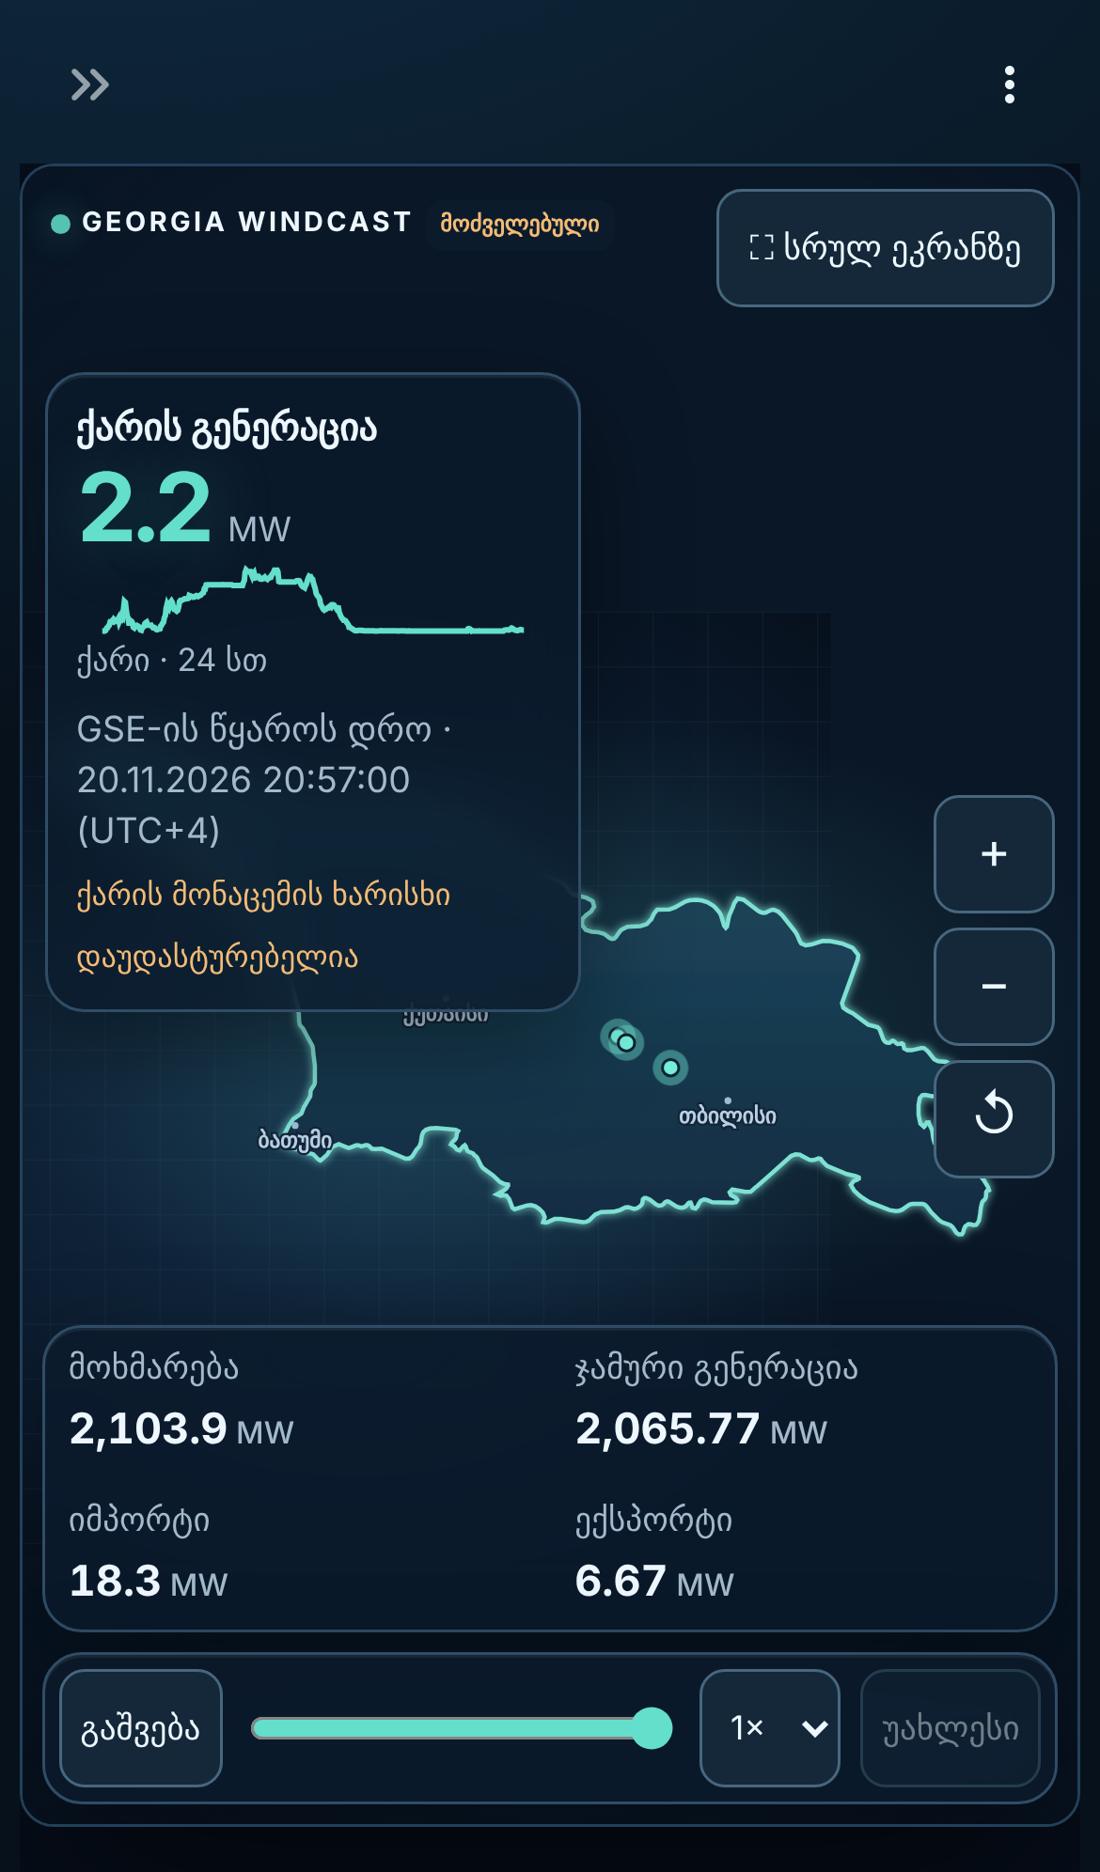 GEORGIA WINDCAST მოძველებული
სრულ ეკრანზე
ქარის გენერაცია
2.2 MW
ქარი · 24 სთ
GSE-ის წყაროს დრო ·
20.11.2026 20:57:00
(UTC+4)
ქარის მონაცემის ხარისხი
დაუდასტურებელია
+
−
ქუთაისი
თბილისი
ბათუმი
მოხმარება
2,103.9 MW
ჯამური გენერაცია
2,065.77 MW
იმპორტი
18.3 MW
ექსპორტი
6.67 MW
გაშვება
1×
უახლესი